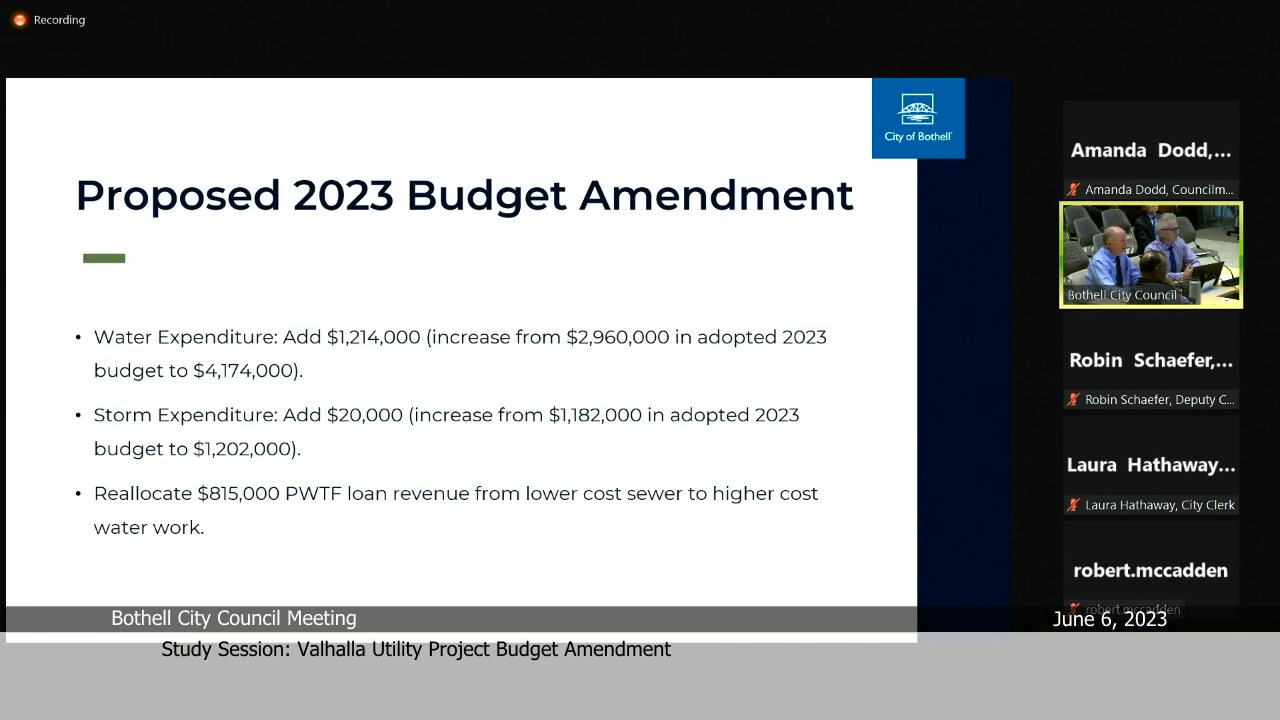 Recording
City of Bothell
Proposed 2023 Budget Amendment
• Water Expenditure: Add $1,214,000 (increase from $2,960,000 in adopted 2023
budget to $4,174,000).
• Storm Expenditure: Add $20,000 (increase from $1,182,000 in adopted 2023
budget to $1,202,000).
• Reallocate $815,000 PWTF loan revenue from lower cost sewer to higher cost
water work.
Amanda Dodd,...
Amanda Dodd, Councilm...
Bothell City Council
Robin Schaefer,...
Robin Schaefer, Deputy C...
Laura Hathaway...
Laura Hathaway, City Clerk
robert.mccadden
robert.mccadden
Bothell City Council Meeting
June 6, 2023
Study Session: Valhalla Utility Project Budget Amendment